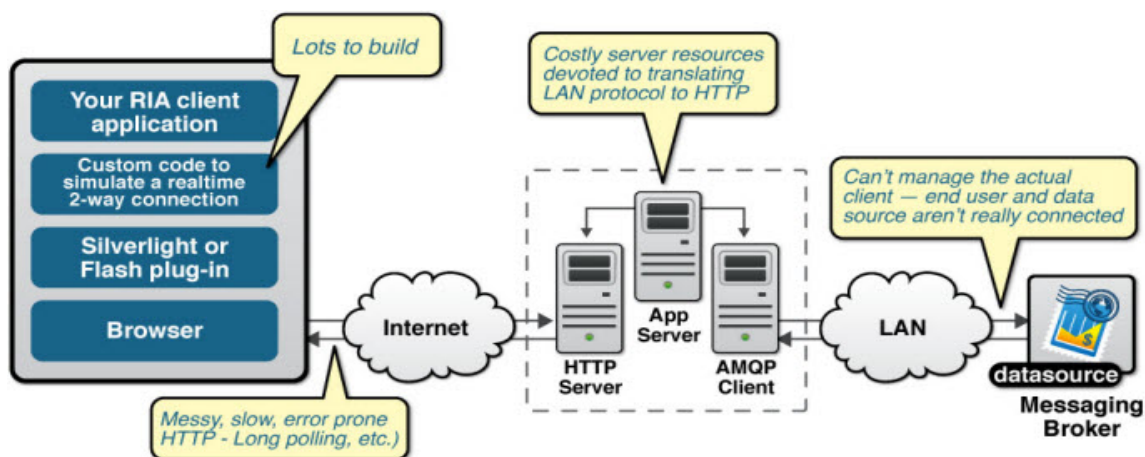 Lots to build
Your RIA client
application
Custom code to
simulate a realtime
2-way connection
Silverlight or
Flash plug-in
Browser
Messy, slow, error prone
HTTP - Long polling, etc.)
Internet
Costly server resources
devoted to translating
LAN protocol to HTTP
HTTP
Server
App
Server
AMQP
Client
LAN
Can't manage the actual
client — end user and data
source aren't really connected
$
datasource
Messaging
Broker